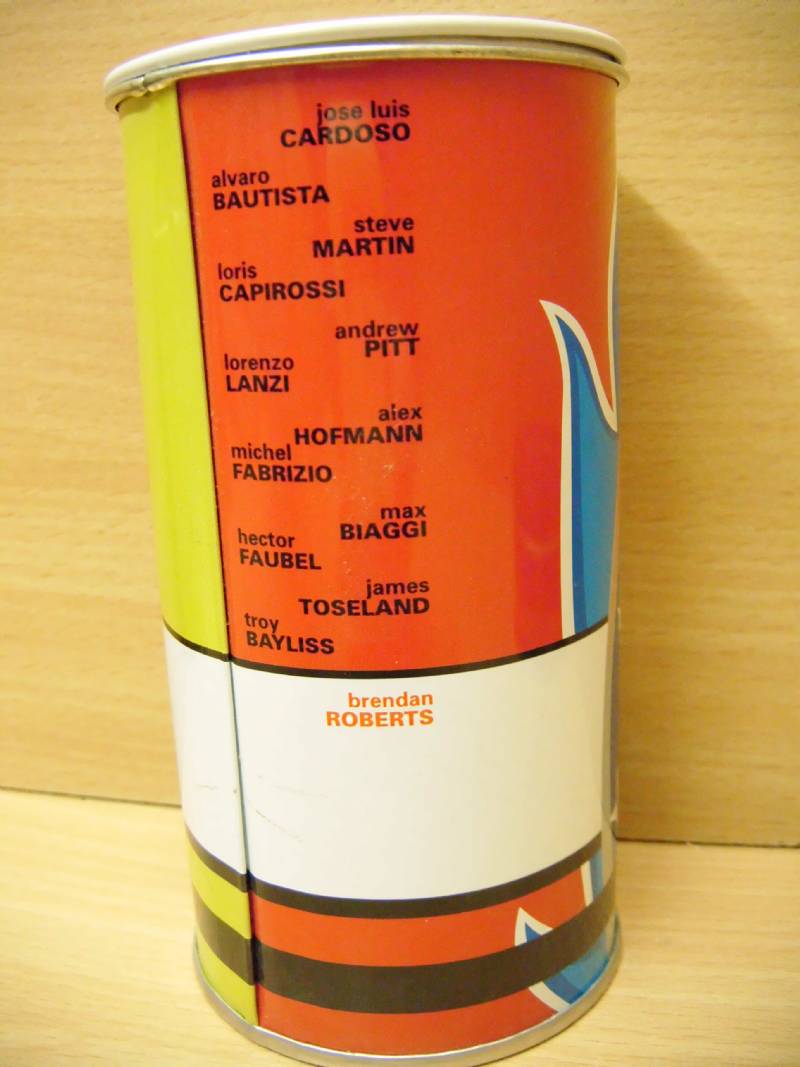 jose luis
CARDOSO
alvaro
BAUTISTA
steve
MARTIN
loris
CAPIROSSI
andrew
PITT
lorenzo
LANZI
alex
HOFMANN
michel
FABRIZIO
max
BIAGGI
hector
FAUBEL
james
TOSELAND
troy
BAYLISS
brendan
ROBERTS